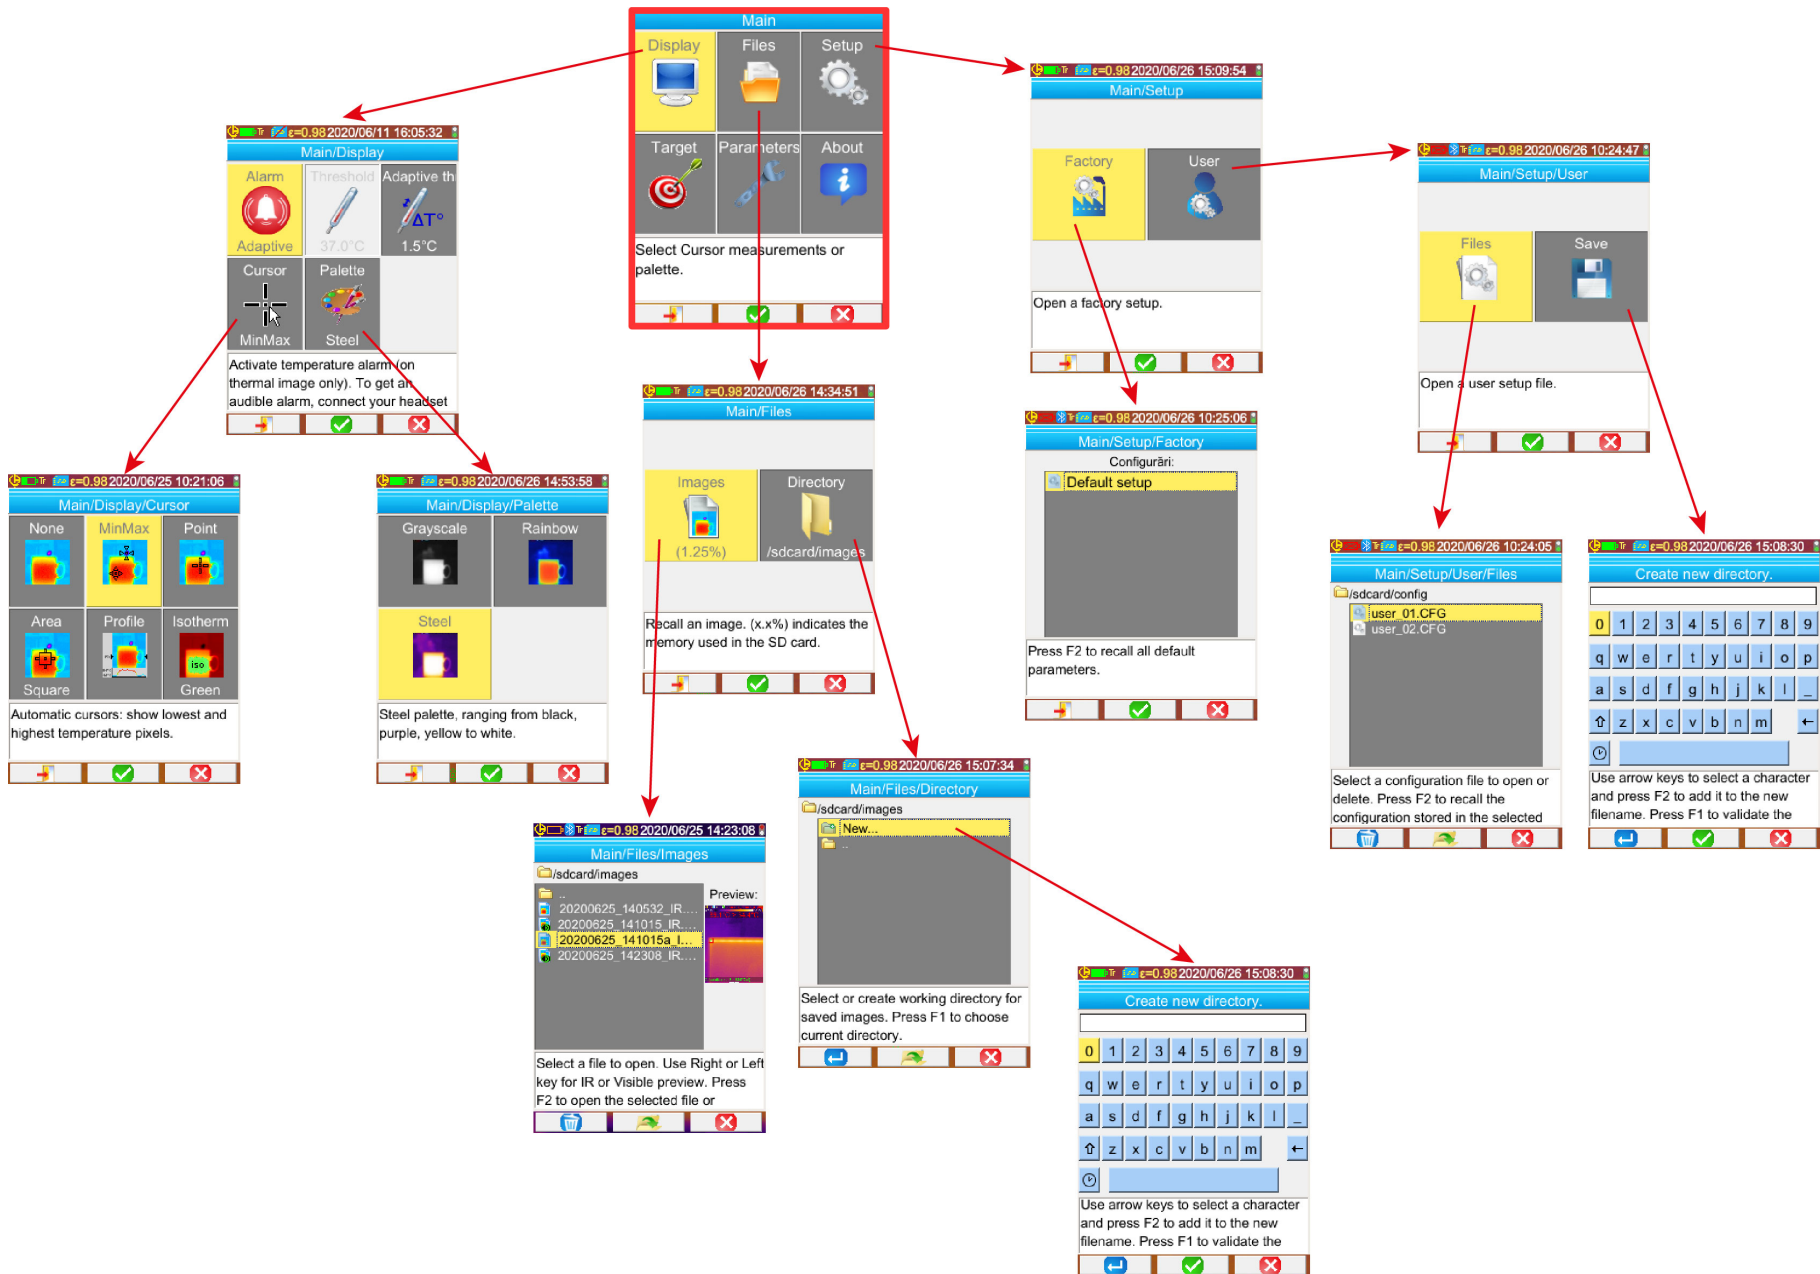 Main
Display Files Setup
Target Parameters About
Select Cursor measurements or
palette.
Tr ε=0.98 2020/06/11 16:05:32
Main/Display
Alarm Threshold Adaptive th
Adaptive 37.0°C ΔT° 1.5°C
Cursor Palette
MinMax Steel
Activate temperature alarm (on
thermal image only). To get an
audible alarm, connect your headset
Tr ε=0.98 2020/06/26 15:09:54
Main/Setup
Factory User
Open a factory setup.
Tr ε=0.98 2020/06/26 10:24:47
Main/Setup/User
Files Save
Open a user setup file.
Tr ε=0.98 2020/06/26 14:34:51
Main/Files
Images Directory
(1.25%) /sdcard/images
Recall an image. (x.x%) indicates the
memory used in the SD card.
Tr ε=0.98 2020/06/26 10:25:06
Main/Setup/Factory
Configurări:
Default setup
Press F2 to recall all default
parameters.
Tr ε=0.98 2020/06/25 10:21:06
Main/Display/Cursor
None MinMax Point
Area Profile Isotherm
iso
Square Green
Automatic cursors: show lowest and
highest temperature pixels.
Tr ε=0.98 2020/06/26 14:53:58
Main/Display/Palette
Grayscale Rainbow
Steel
Steel palette, ranging from black,
purple, yellow to white.
Tr ε=0.98 2020/06/26 10:24:05
Main/Setup/User/Files
/sdcard/config
user_01.CFG
user_02.CFG
Select a configuration file to open or
delete. Press F2 to recall the
configuration stored in the selected
Tr ε=0.98 2020/06/26 15:08:30
Create new directory.
0 1 2 3 4 5 6 7 8 9
q w e r t y u i o p
a s d f g h j k l _
⇧ z x c v b n m ←
Use arrow keys to select a character
and press F2 to add it to the new
filename. Press F1 to validate the
Tr ε=0.98 2020/06/25 14:23:08
Main/Files/Images
/sdcard/images
.. Preview:
20200625_140532_IR....
20200625_141015_IR....
20200625_141015a_I...
20200625_142308_IR....
Select a file to open. Use Right or Left
key for IR or Visible preview. Press
F2 to open the selected file or
Tr ε=0.98 2020/06/26 15:07:34
Main/Files/Directory
/sdcard/images
New...
..
Select or create working directory for
saved images. Press F1 to choose
current directory.
Tr ε=0.98 2020/06/26 15:08:30
Create new directory.
0 1 2 3 4 5 6 7 8 9
q w e r t y u i o p
a s d f g h j k l _
⇧ z x c v b n m ←
Use arrow keys to select a character
and press F2 to add it to the new
filename. Press F1 to validate the